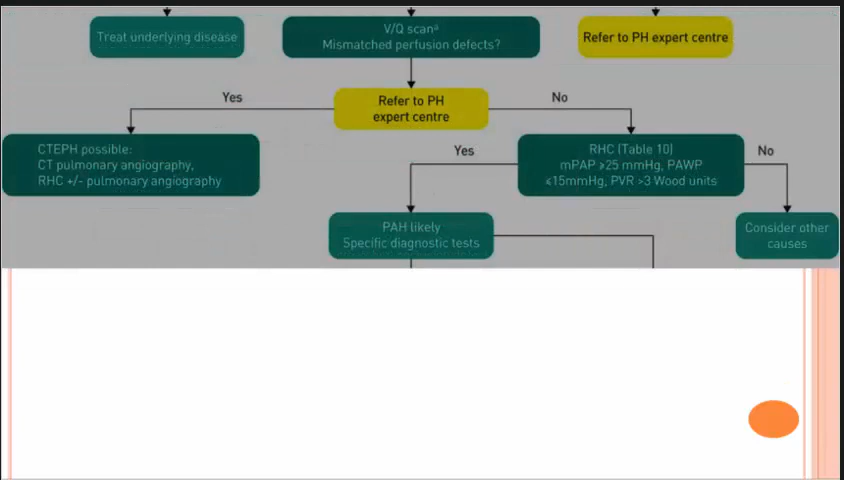 Treat underlying disease
V/Q scanᵃ
Mismatched perfusion defects?
Refer to PH expert centre
Yes
Refer to PH
expert centre
No
CTEPH possible:
CT pulmonary angiography,
RHC +/- pulmonary angiography
Yes
RHC (Table 10)
mPAP ≥25 mmHg, PAWP
≤15mmHg, PVR >3 Wood units
No
PAH likely
Specific diagnostic tests
Consider other
causes